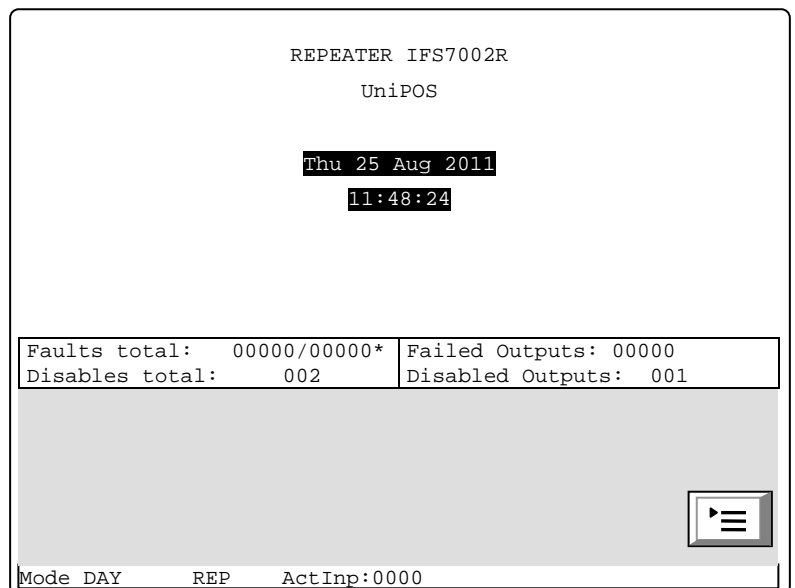 REPEATER IFS7002R
UniPOS
Thu 25 Aug 2011
11:48:24
Faults total: 00000/00000* Failed Outputs: 00000
Disables total: 002 Disabled Outputs: 001
Mode DAY REP ActInp:0000